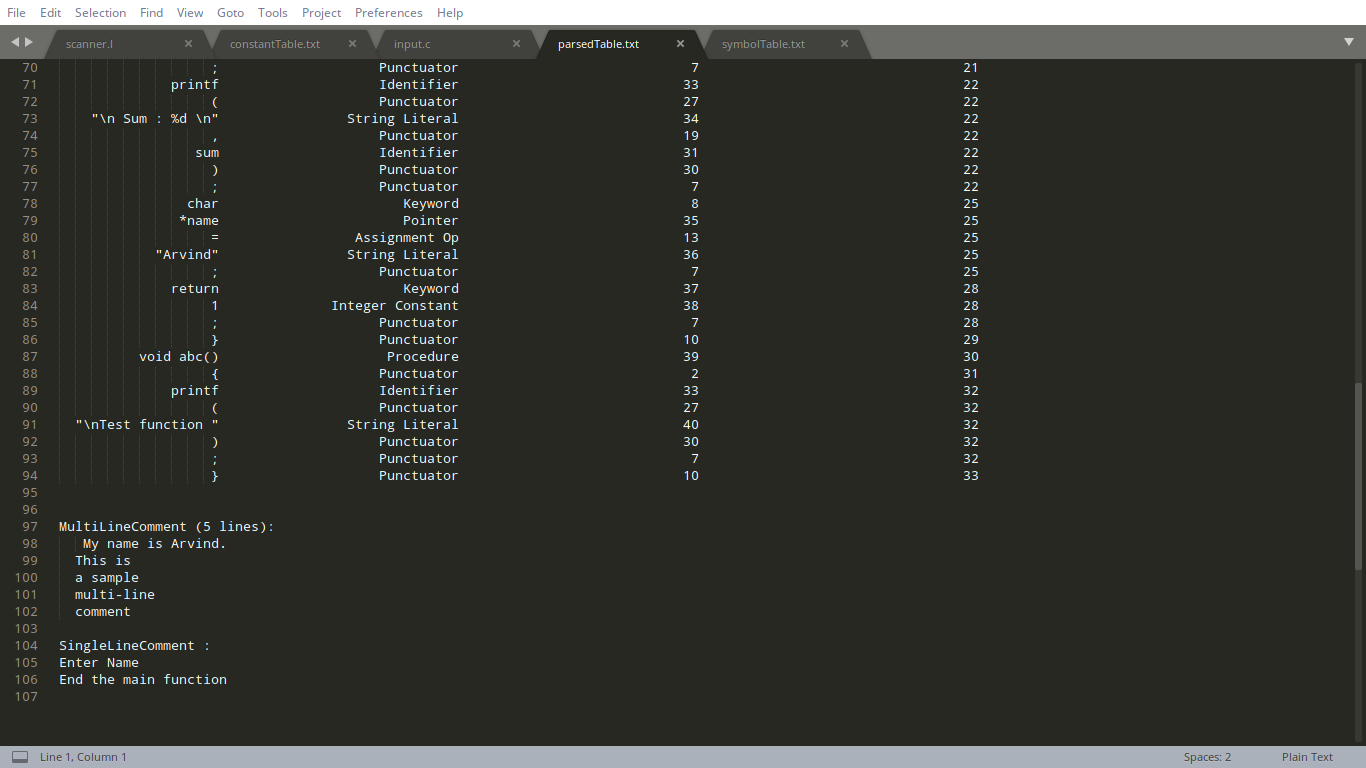 File Edit Selection Find View Goto Tools Project Preferences Help
scanner.l constantTable.txt input.c parsedTable.txt symbolTable.txt
70 ; Punctuator 7 21
71 printf Identifier 33 22
72 ( Punctuator 27 22
73 "\n Sum : %d \n" String Literal 34 22
74 , Punctuator 19 22
75 sum Identifier 31 22
76 ) Punctuator 30 22
77 ; Punctuator 7 22
78 char Keyword 8 25
79 *name Pointer 35 25
80 = Assignment Op 13 25
81 "Arvind" String Literal 36 25
82 ; Punctuator 7 25
83 return Keyword 37 28
84 1 Integer Constant 38 28
85 ; Punctuator 7 28
86 } Punctuator 10 29
87 void abc() Procedure 39 30
88 { Punctuator 2 31
89 printf Identifier 33 32
90 ( Punctuator 27 32
91 "\nTest function " String Literal 40 32
92 ) Punctuator 30 32
93 ; Punctuator 7 32
94 } Punctuator 10 33
95
96
97 MultiLineComment (5 lines):
98 My name is Arvind.
99 This is
100 a sample
101 multi-line
102 comment
103
104 SingleLineComment :
105 Enter Name
106 End the main function
107
Line 1, Column 1 Spaces: 2 Plain Text